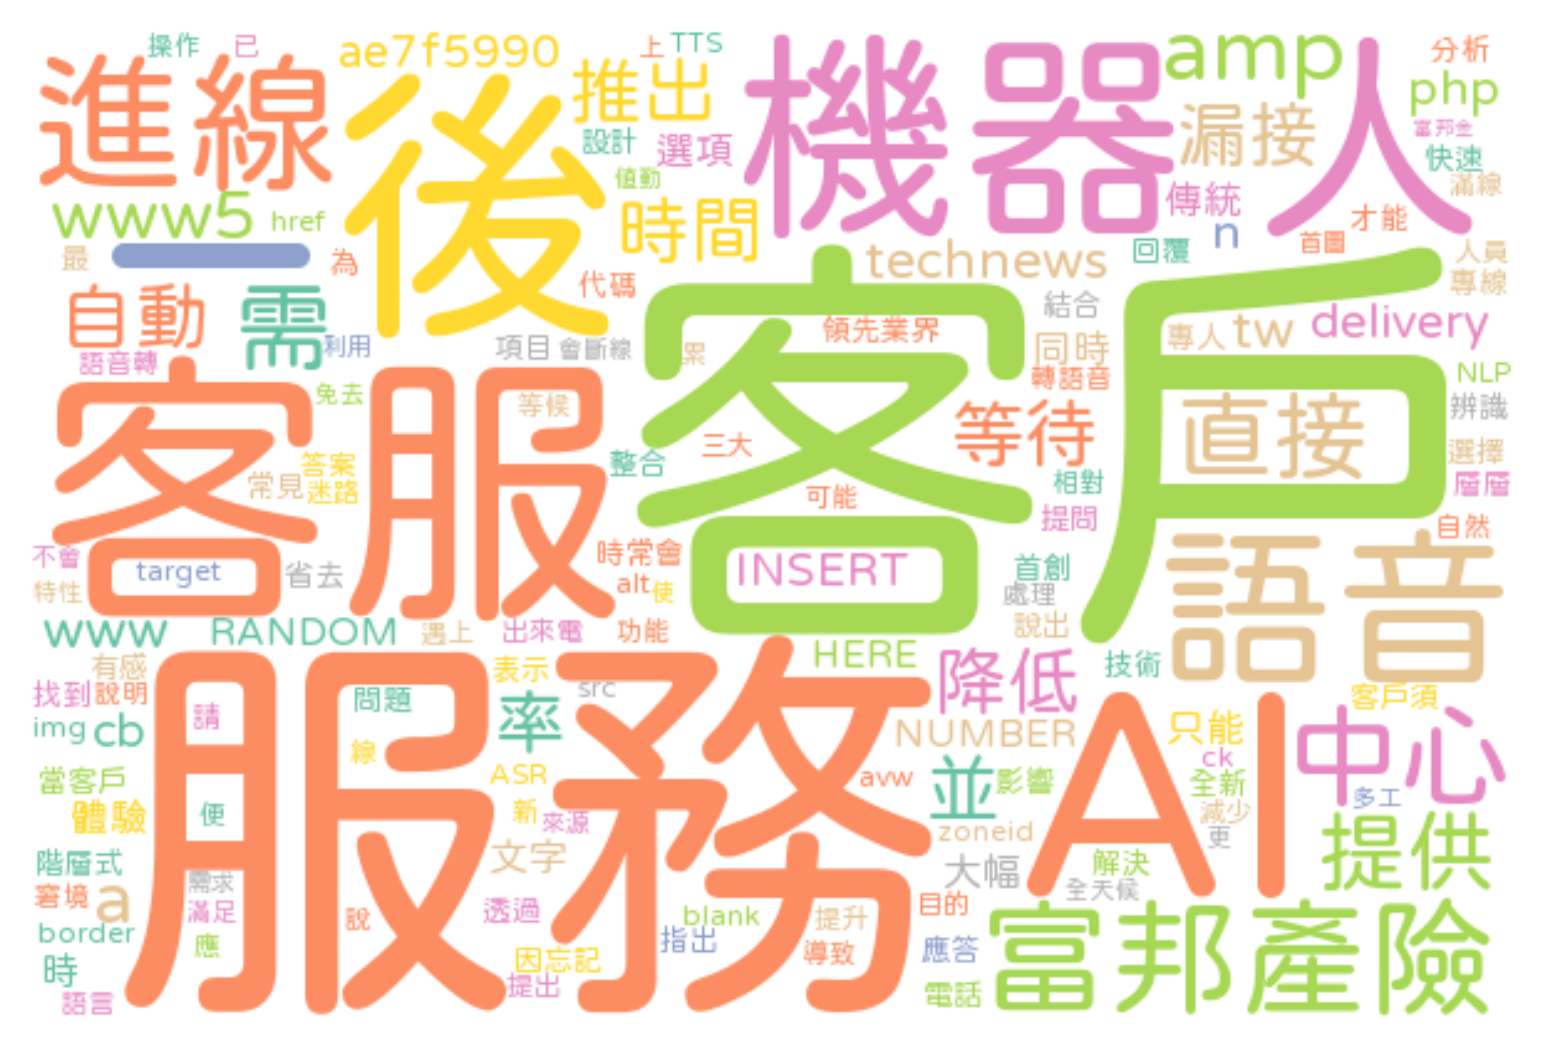 操作
已
ae7f5990
上
TTS
機器人
amp
分析
進線
後
推出
php
設計
選項
漏接
富邦金
快速
值勤
滿線
傳統
www5
href
時間
n
才能
首圖
最
一
為
technews
回覆
人員
代碼
專線
自動
需
客戶
結合
領先業界
delivery
利用
項目
會斷線
累
同時
專人
tw
語音轉
轉語音
NLP
客服
免去
等候
等待
直接
辨識
三大
答案
整合
選擇
常見
迷路
相對
層層
可能
提問
自然
不會
時常會
INSERT
首創
語音
target
省去
alt
使
處理
特性
www
RANDOM
遇上
出來電
功能
說出
HERE
有感
服務
表示
降低
技術
找到
說明
src
客戶須
問題
率
請
img
cb
NUMBER
只能
中心
線
ck
當客戶
ASR
avw
並
影響
AI
全新
多工
體驗
便
新
來源
減少
zoneid
更
提供
階層式
文字
大幅
解決
需求
全天候
窘境
a
滿足
說
透過
blank
提升
目的
富邦產險
border
應
指出
應答
時
因忘記
導致
提出
電話
語言